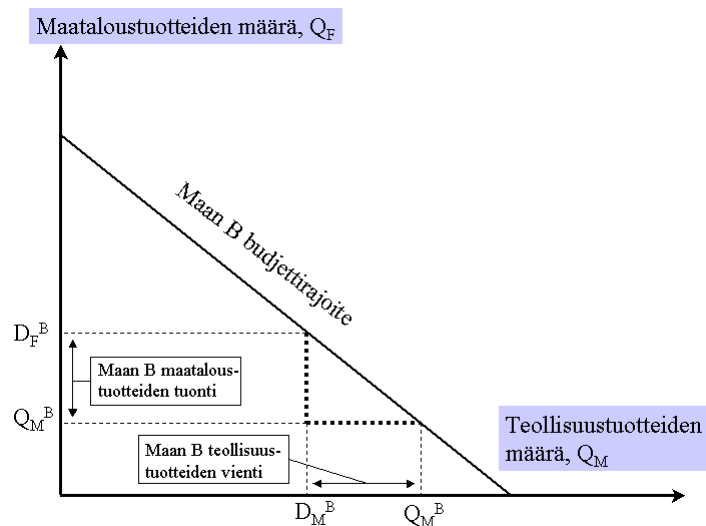 Maataloustuotteiden määrä, Q_F
Maan B budjettirajoite
D_F^B
Maan B maatalous-
tuotteiden tuonti
Q_M^B
Teollisuustuotteiden
määrä, Q_M
Maan B teollisuus-
tuotteiden vienti
D_M^B
Q_M^B